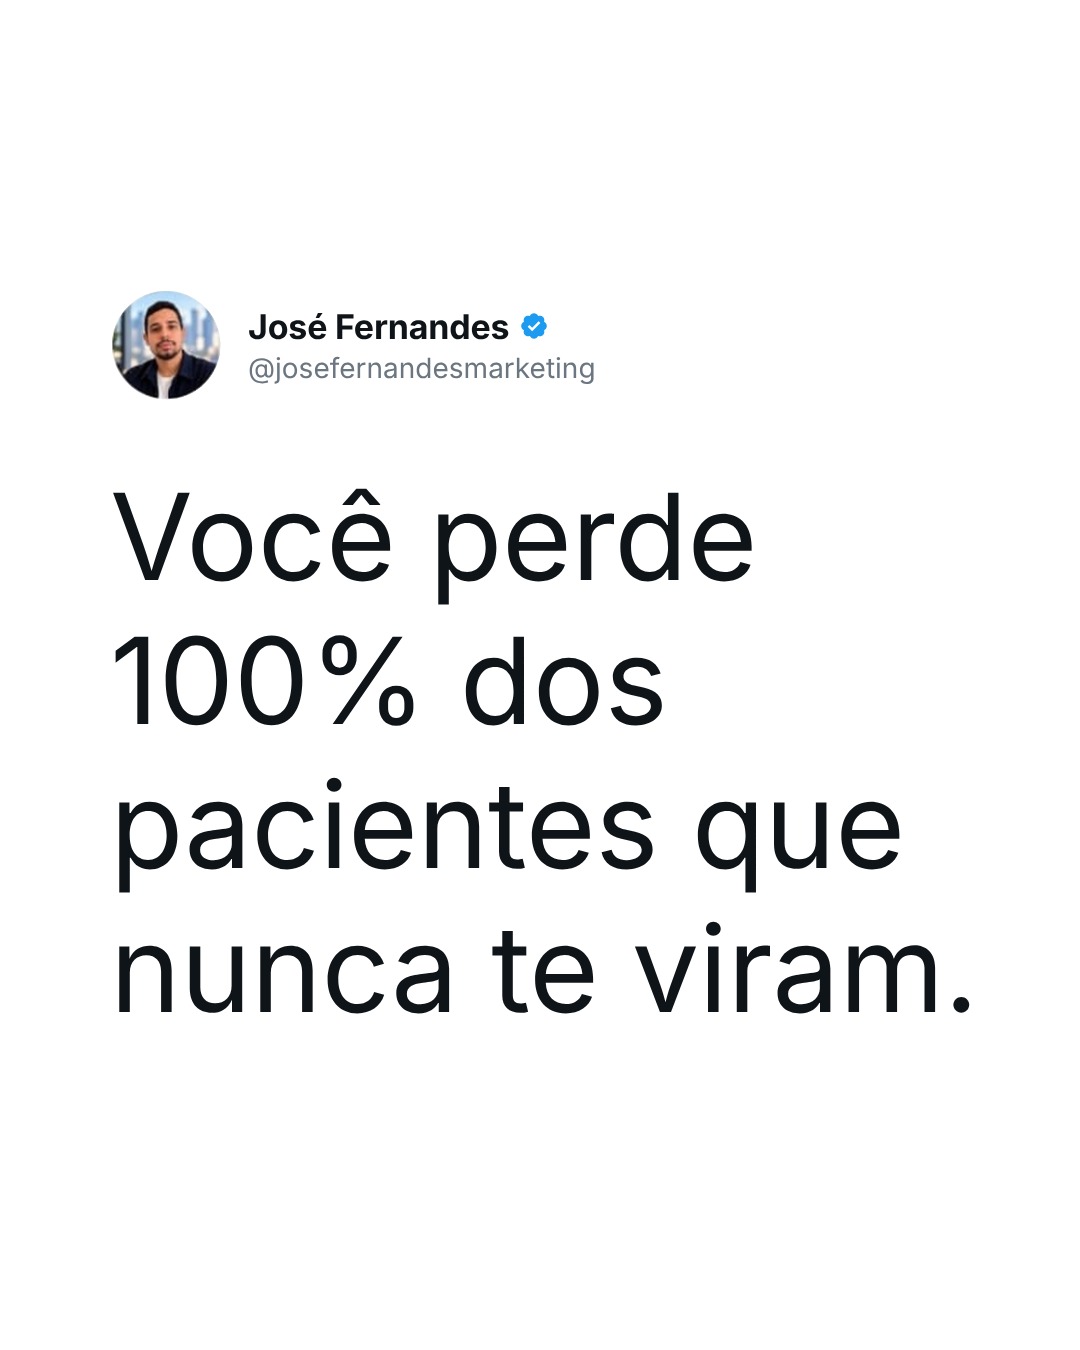 José Fernandes
@josefernandesmarketing
Você perde
100% dos
pacientes que
nunca te viram.